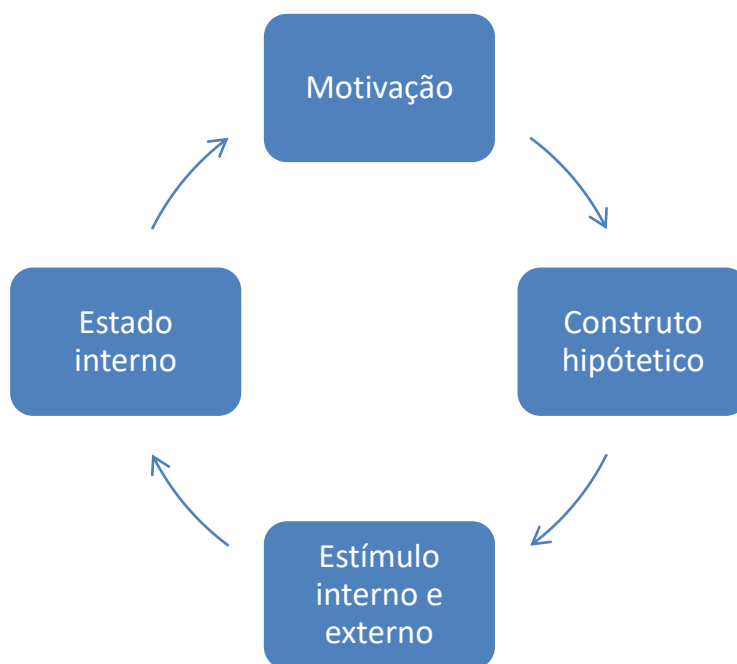 Motivação
Construto
hipótetico
Estímulo
interno e
externo
Estado
interno